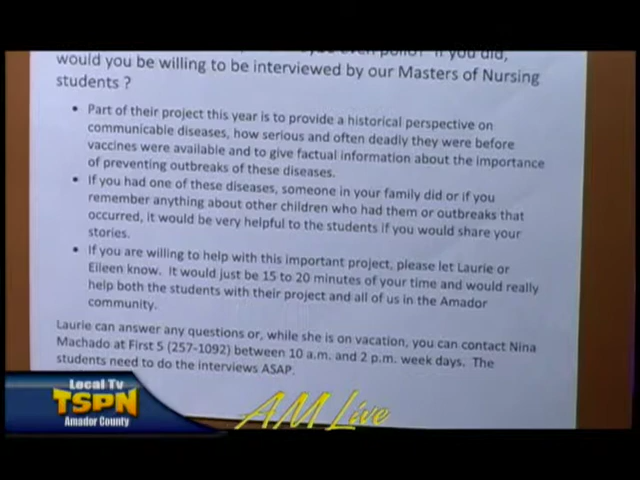 maybe even polio? If you did,
would you be willing to be interviewed by our Masters of Nursing
students ?
• Part of their project this year is to provide a historical perspective on
communicable diseases, how serious and often deadly they were before
vaccines were available and to give factual information about the importance
of preventing outbreaks of these diseases.
• If you had one of these diseases, someone in your family did or if you
remember anything about other children who had them or outbreaks that
occurred, it would be very helpful to the students if you would share your
stories.
• If you are willing to help with this important project, please let Laurie or
Eileen know. It would just be 15 to 20 minutes of your time and would really
help both the students with their project and all of us in the Amador
community.
Laurie can answer any questions or, while she is on vacation, you can contact Nina
Machado at First 5 (257-1092) between 10 a.m. and 2 p.m. week days. The
students need to do the interviews ASAP.
Local Tv
TSPN
Amador County
AM Live